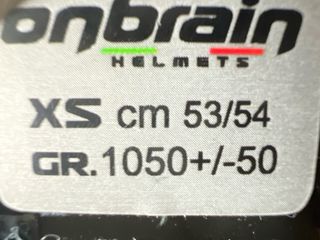 onbrain
HELMETS
XS cm 53/54
GR.1050+/-50